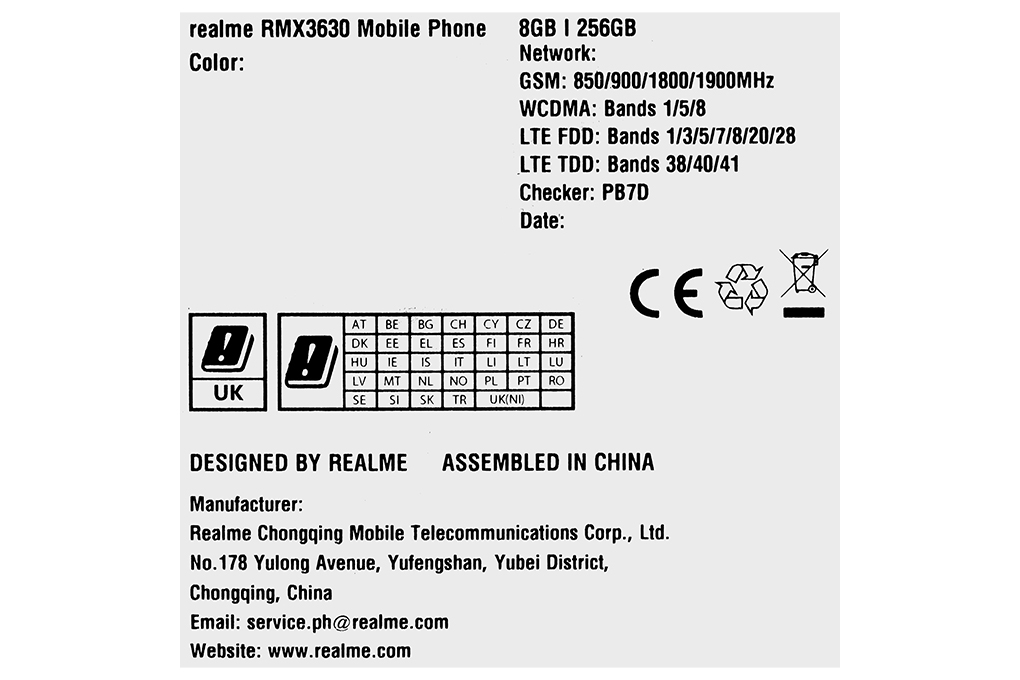 realme RMX3630 Mobile Phone
Color:
8GB | 256GB
Network:
GSM: 850/900/1800/1900MHz
WCDMA: Bands 1/5/8
LTE FDD: Bands 1/3/5/7/8/20/28
LTE TDD: Bands 38/40/41
Checker: PB7D
Date:
CE
UK
AT BE BG CH CY CZ DE
DK EE EL ES FI FR HR
HU IE IS IT LI LT LU
LV MT NL NO PL PT RO
SE SI SK TR UK(NI)
DESIGNED BY REALME ASSEMBLED IN CHINA
Manufacturer:
Realme Chongqing Mobile Telecommunications Corp., Ltd.
No.178 Yulong Avenue, Yufengshan, Yubei District,
Chongqing, China
Email: service.ph@realme.com
Website: www.realme.com